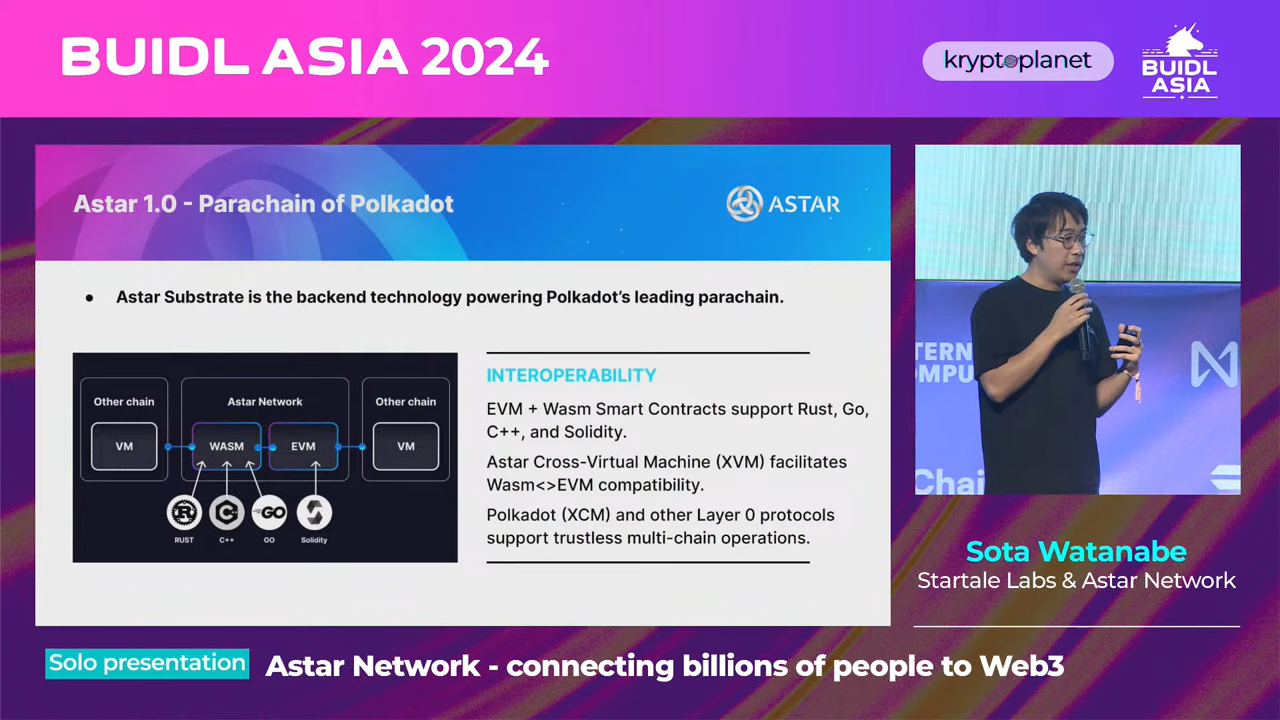 BUIDL ASIA 2024
kryptoplanet
BUIDL
ASIA
Astar 1.0 - Parachain of Polkadot
ASTAR
● Astar Substrate is the backend technology powering Polkadot's leading parachain.
Other chain
Astar Network
Other chain
VM
WASM
EVM
VM
RUST
C++
GO
Solidity
INTEROPERABILITY
EVM + Wasm Smart Contracts support Rust, Go,
C++, and Solidity.
Astar Cross-Virtual Machine (XVM) facilitates
Wasm<>EVM compatibility.
Polkadot (XCM) and other Layer 0 protocols
support trustless multi-chain operations.
Sota Watanabe
Startale Labs & Astar Network
Solo presentation
Astar Network - connecting billions of people to Web3